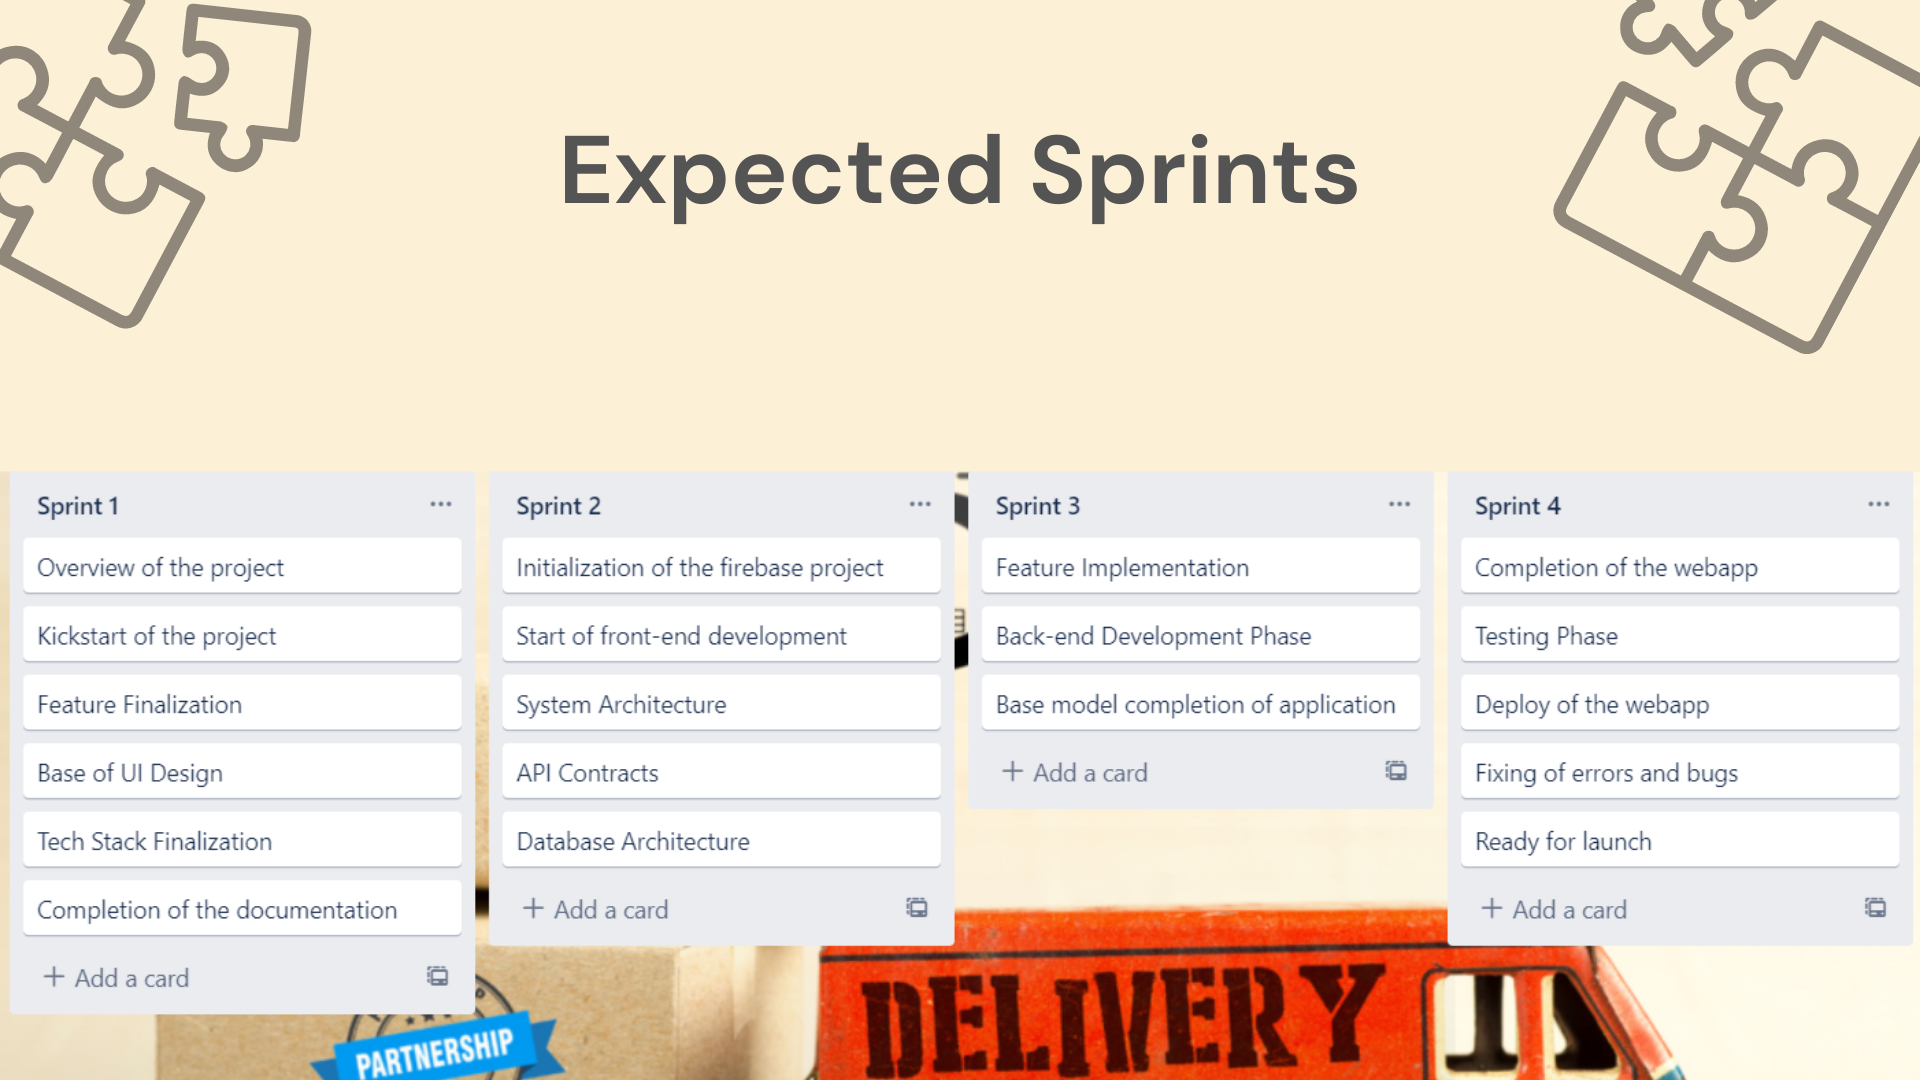 Expected Sprints
Sprint 1
Overview of the project
Kickstart of the project
Feature Finalization
Base of UI Design
Tech Stack Finalization
Completion of the documentation
+ Add a card
Sprint 2
Initialization of the firebase project
Start of front-end development
System Architecture
API Contracts
Database Architecture
+ Add a card
Sprint 3
Feature Implementation
Back-end Development Phase
Base model completion of application
+ Add a card
Sprint 4
Completion of the webapp
Testing Phase
Deploy of the webapp
Fixing of errors and bugs
Ready for launch
+ Add a card
PARTNERSHIP
DELIVERY